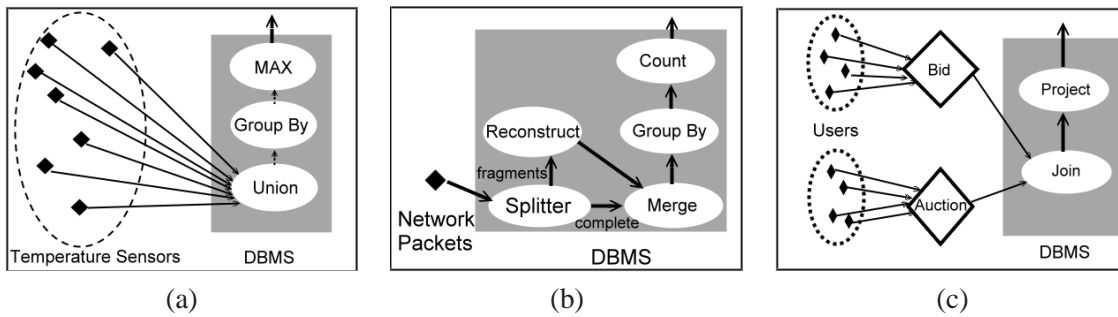 MAX
Group By
Union
Temperature Sensors
DBMS
(a)
Count
Reconstruct
Group By
fragments
Splitter
Merge
complete
Network
Packets
DBMS
(b)
Bid
Project
Users
Join
Auction
DBMS
(c)